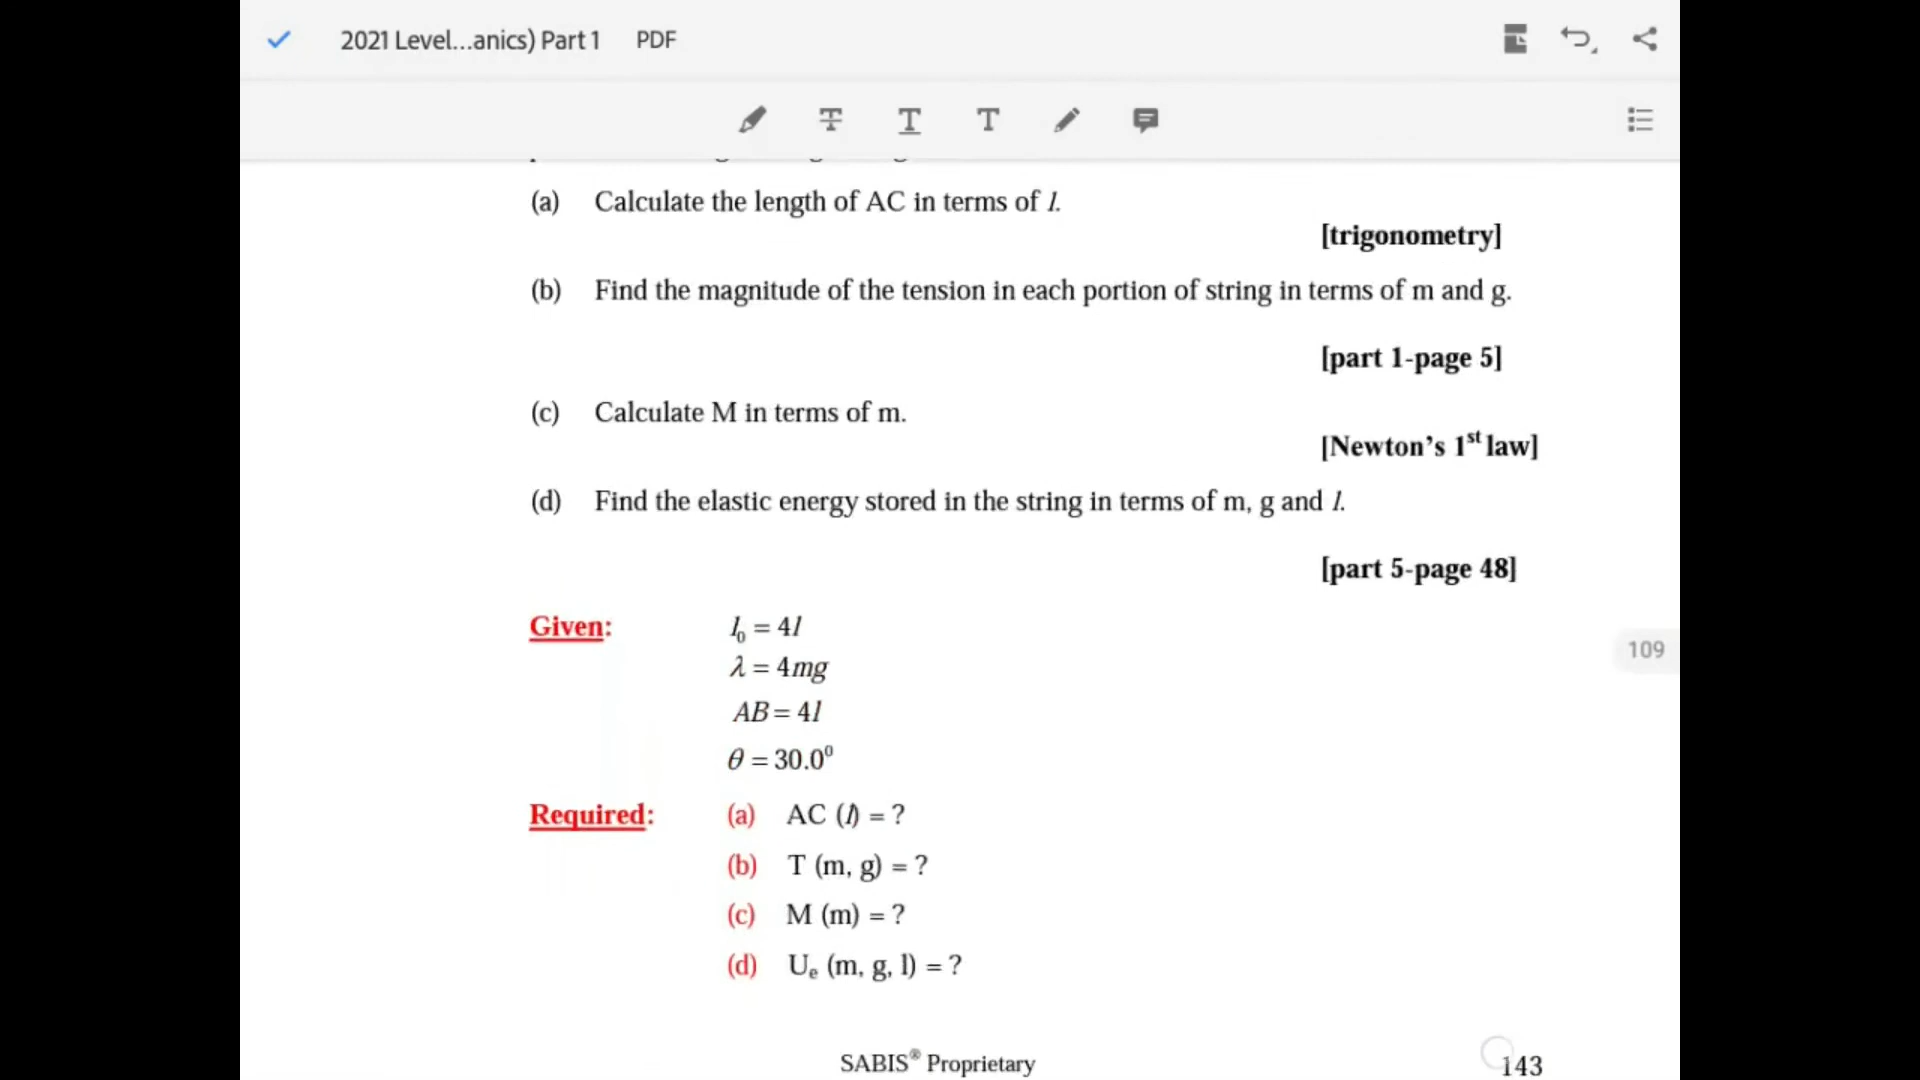 2021 Level...anics) Part 1 PDF
(a) Calculate the length of AC in terms of l.
[trigonometry]
(b) Find the magnitude of the tension in each portion of string in terms of m and g.
[part 1-page 5]
(c) Calculate M in terms of m.
[Newton’s 1st law]
(d) Find the elastic energy stored in the string in terms of m, g and l.
[part 5-page 48]
Given: l₀ = 4l
λ = 4mg
109
AB = 4l
θ = 30.0⁰
Required: (a) AC (l) = ?
(b) T (m, g) = ?
(c) M (m) = ?
(d) Uₑ (m, g, l) = ?
SABIS® Proprietary 143